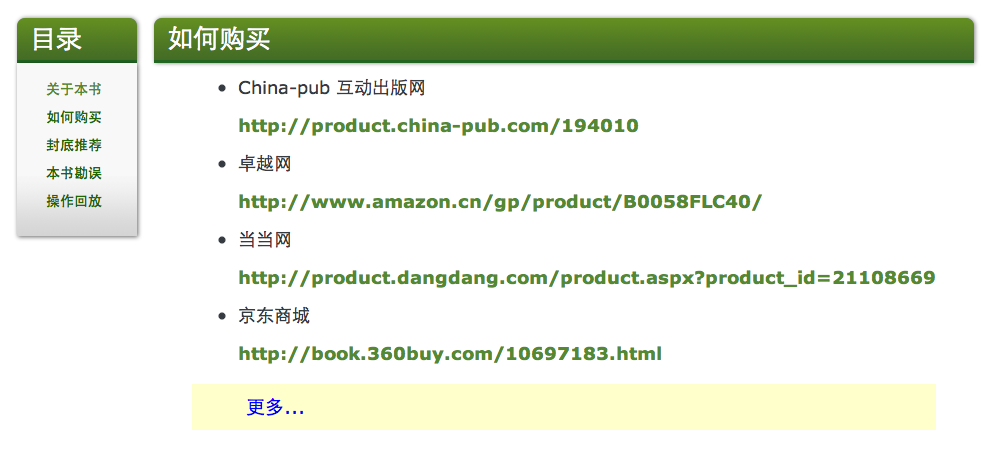 目录
关于本书
如何购买
封底推荐
本书勘误
操作回放
如何购买
China-pub 互动出版网
http://product.china-pub.com/194010
卓越网
http://www.amazon.cn/gp/product/B0058FLC40/
当当网
http://product.dangdang.com/product.aspx?product_id=21108669
京东商城
http://book.360buy.com/10697183.html
更多...